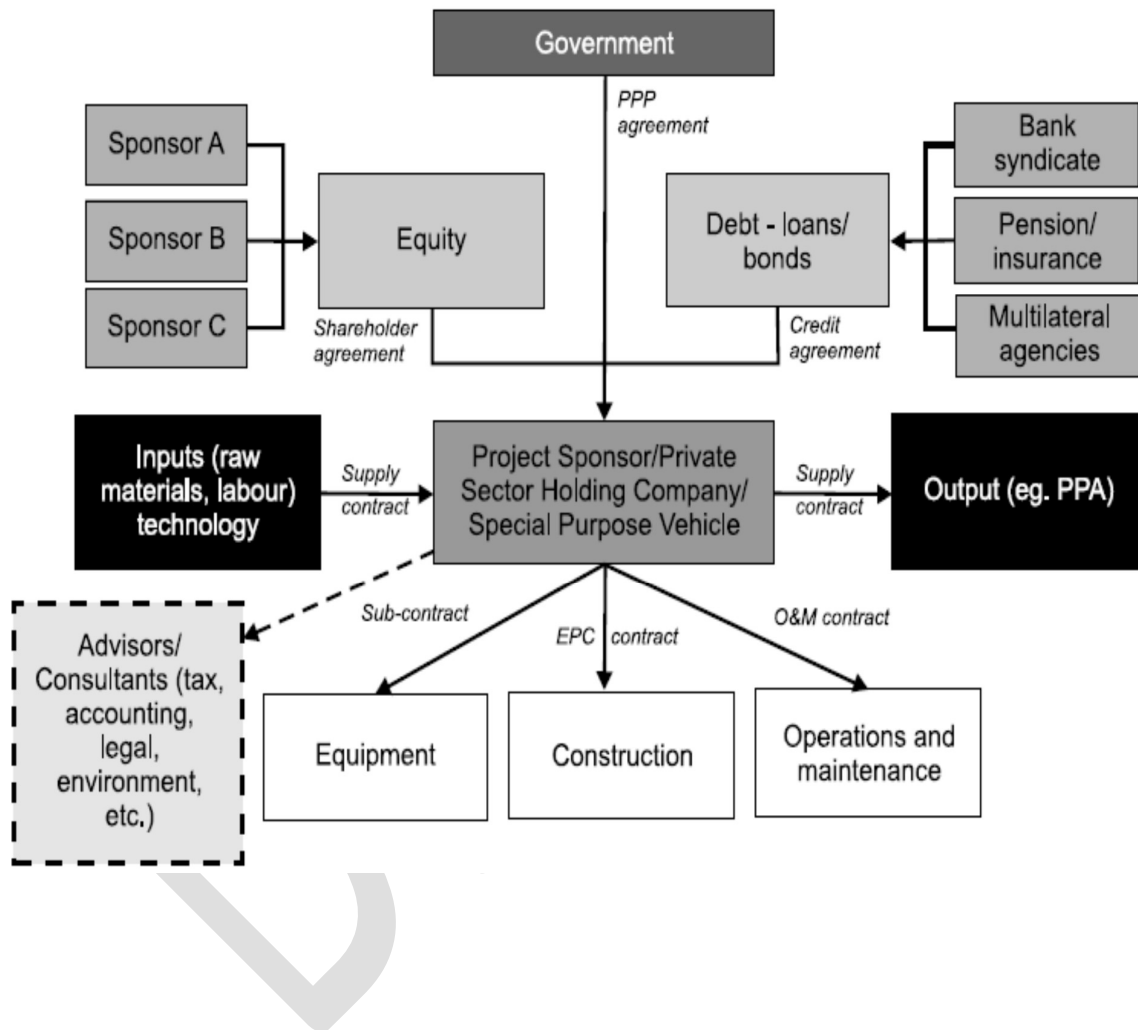 Government
PPP
agreement
Sponsor A
Sponsor B
Sponsor C
Equity
Debt - loans/
bonds
Bank
syndicate
Pension/
insurance
Multilateral
agencies
Shareholder
agreement
Credit
agreement
Inputs (raw
materials, labour)
technology
Supply
contract
Project Sponsor/Private
Sector Holding Company/
Special Purpose Vehicle
Supply
contract
Output (eg. PPA)
Sub-contract
EPC contract
O&M contract
Advisors/
Consultants (tax,
accounting,
legal,
environment,
etc.)
Equipment
Construction
Operations and
maintenance